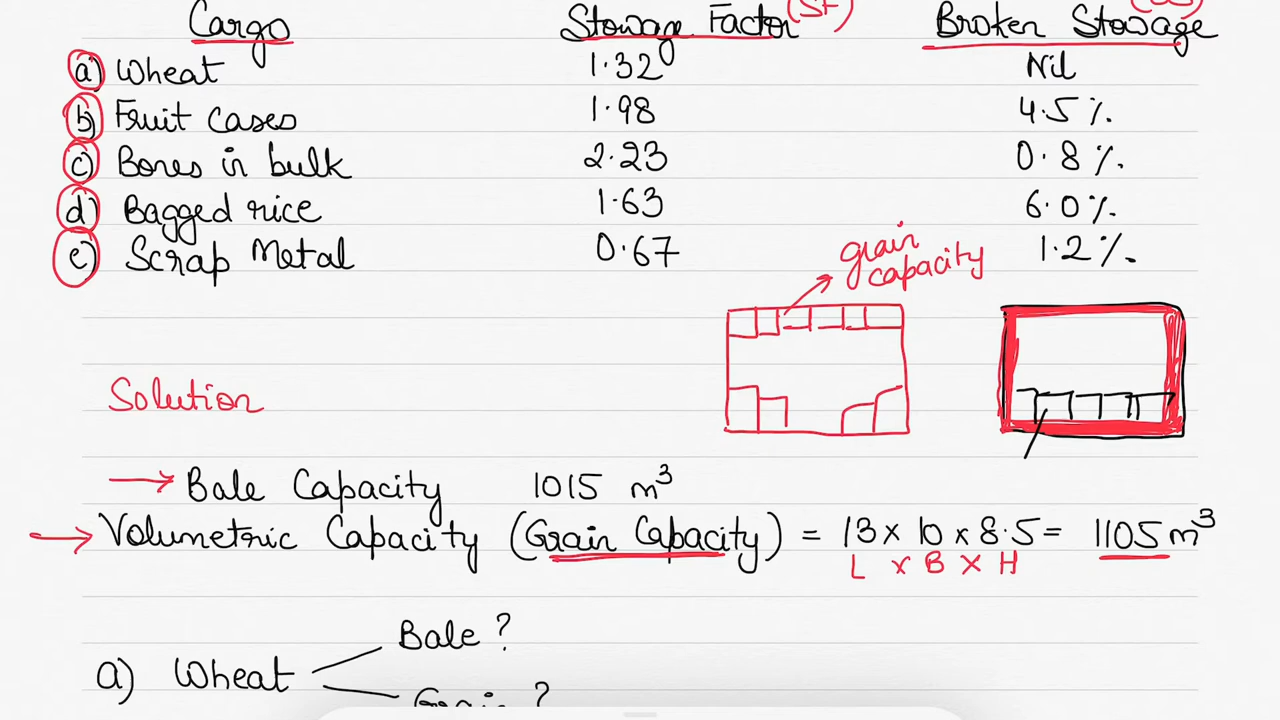 Cargo Stowage Factor (SF) Broken Stowage
a) Wheat 1.32 Nil
b) Fruit cases 1.98 4.5%
c) Bones in bulk 2.23 0.8%
d) Bagged rice 1.63 6.0%
e) Scrap Metal 0.67 1.2%
grain
capacity
Solution
→ Bale Capacity 1015 m³
→ Volumetric Capacity (Grain Capacity) = 13 x 10 x 8.5 = 1105 m³
L x B x H
Bale ?
a) Wheat
Grain ?